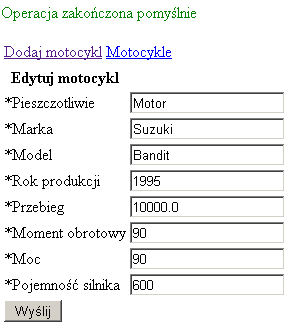 Operacja zakończona pomyślnie
Dodaj motocykl Motocykle
Edytuj motocykl
*Pieszczotliwie Motor
*Marka Suzuki
*Model Bandit
*Rok produkcji 1995
*Przebieg 10000.0
*Moment obrotowy 90
*Moc 90
*Pojemność silnika 600
Wyślij